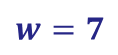 w = 7